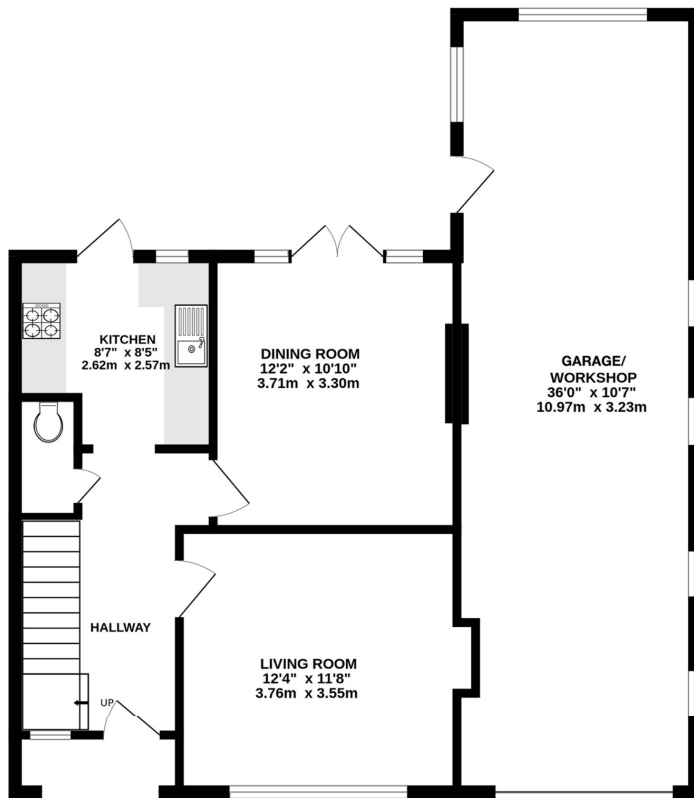 KITCHEN
8'7" x 8'5"
2.62m x 2.57m
DINING ROOM
12'2" x 10'10"
3.71m x 3.30m
GARAGE/
WORKSHOP
36'0" x 10'7"
10.97m x 3.23m
HALLWAY
LIVING ROOM
12'4" x 11'8"
3.76m x 3.55m
UP